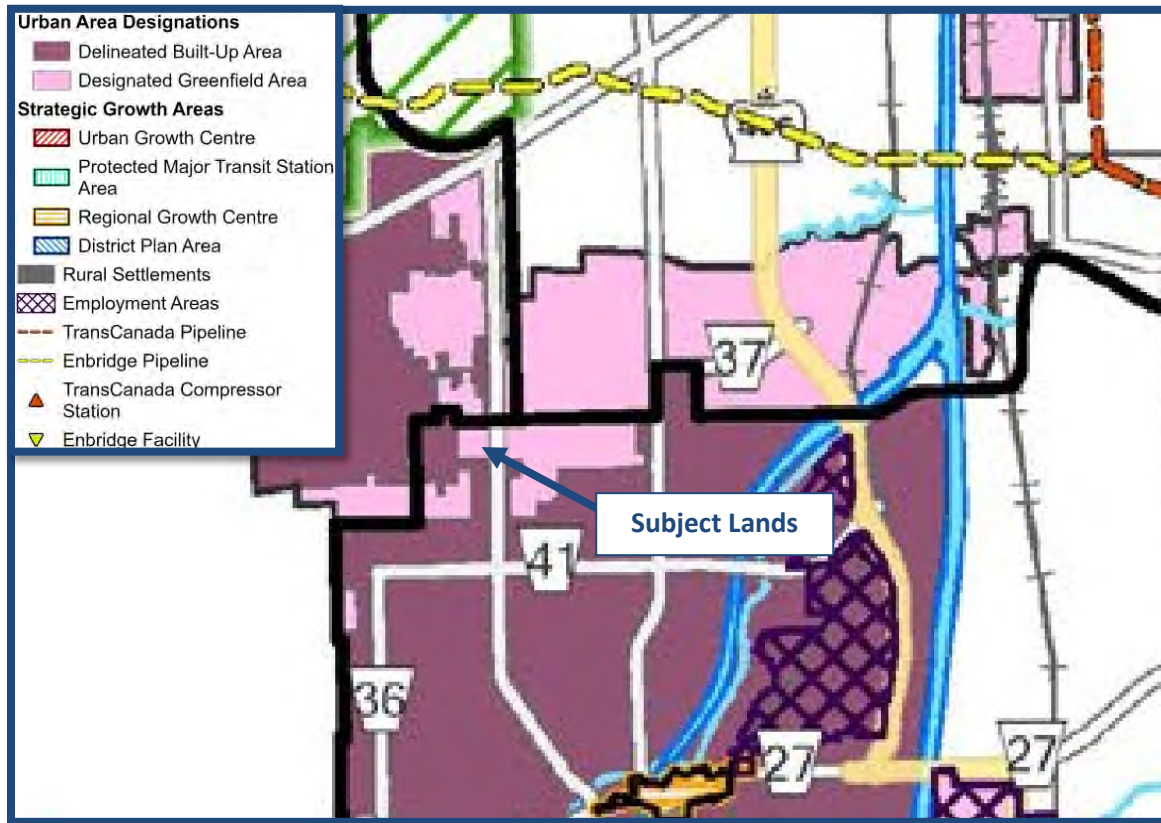 Urban Area Designations
Delineated Built-Up Area
Designated Greenfield Area
Strategic Growth Areas
Urban Growth Centre
Protected Major Transit Station
Area
Regional Growth Centre
District Plan Area
Rural Settlements
Employment Areas
TransCanada Pipeline
Enbridge Pipeline
TransCanada Compressor
Station
Enbridge Facility
37
Subject Lands
41
36
27
27